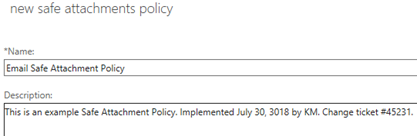 new safe attachments policy
*Name:
Email Safe Attachment Policy
Description:
This is an example Safe Attachment Policy. Implemented July 30, 3018 by KM. Change ticket #45231.